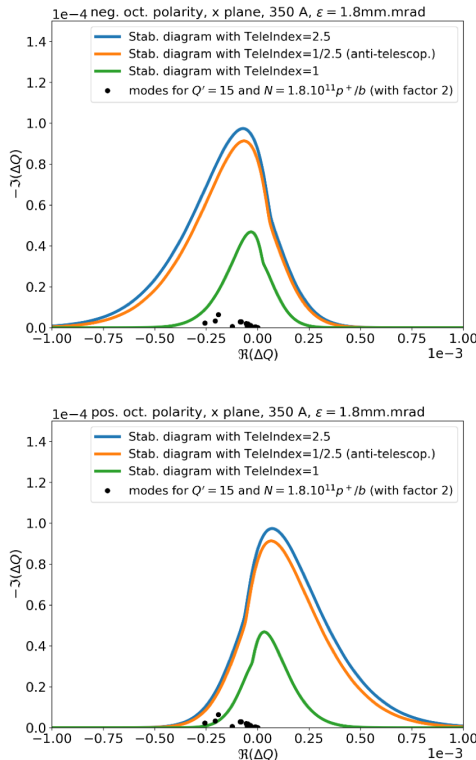 1e−4 neg. oct. polarity, x plane, 350 A, ε = 1.8mm.mrad
Stab. diagram with TeleIndex=2.5
Stab. diagram with TeleIndex=1/2.5 (anti-telescop.)
Stab. diagram with TeleIndex=1
modes for Q′ = 15 and N = 1.8.10¹¹p⁺/b (with factor 2)
1.4
1.2
1.0
0.8
0.6
0.4
0.2
0.0
−ℑ(ΔQ)
−1.00 −0.75 −0.50 −0.25 0.00 0.25 0.50 0.75 1.00
ℜ(ΔQ)
1e−3
1e−4 pos. oct. polarity, x plane, 350 A, ε = 1.8mm.mrad
Stab. diagram with TeleIndex=2.5
Stab. diagram with TeleIndex=1/2.5 (anti-telescop.)
Stab. diagram with TeleIndex=1
modes for Q′ = 15 and N = 1.8.10¹¹p⁺/b (with factor 2)
1.4
1.2
1.0
0.8
0.6
0.4
0.2
0.0
−ℑ(ΔQ)
−1.00 −0.75 −0.50 −0.25 0.00 0.25 0.50 0.75 1.00
ℜ(ΔQ)
1e−3